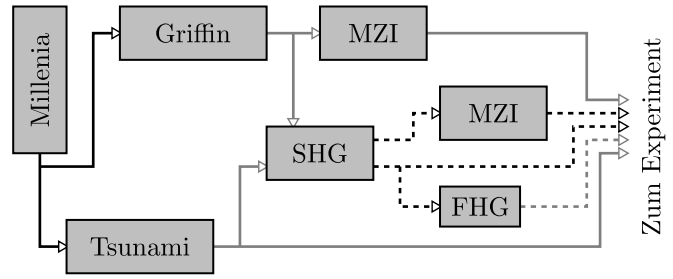 Millenia
Griffin
MZI
MZI
SHG
FHG
Tsunami
Zum Experiment